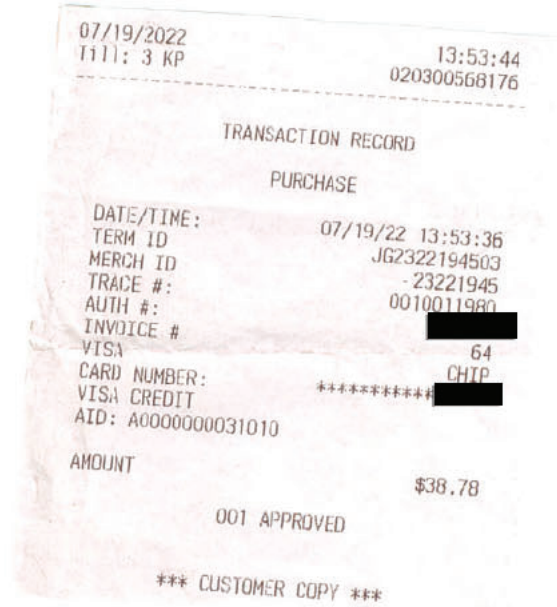 07/19/2022 13:53:44
Till: 3 KP 020300568176
TRANSACTION RECORD
PURCHASE
DATE/TIME: 07/19/22 13:53:36
TERM ID JG2322194503
MERCH ID -23221945
TRACE #: 0010011980
AUTH #:
INVOICE # 64
VISA CHIP
CARD NUMBER: ***********
VISA CREDIT
AID: A0000000031010
AMOUNT $38.78
001 APPROVED
*** CUSTOMER COPY ***